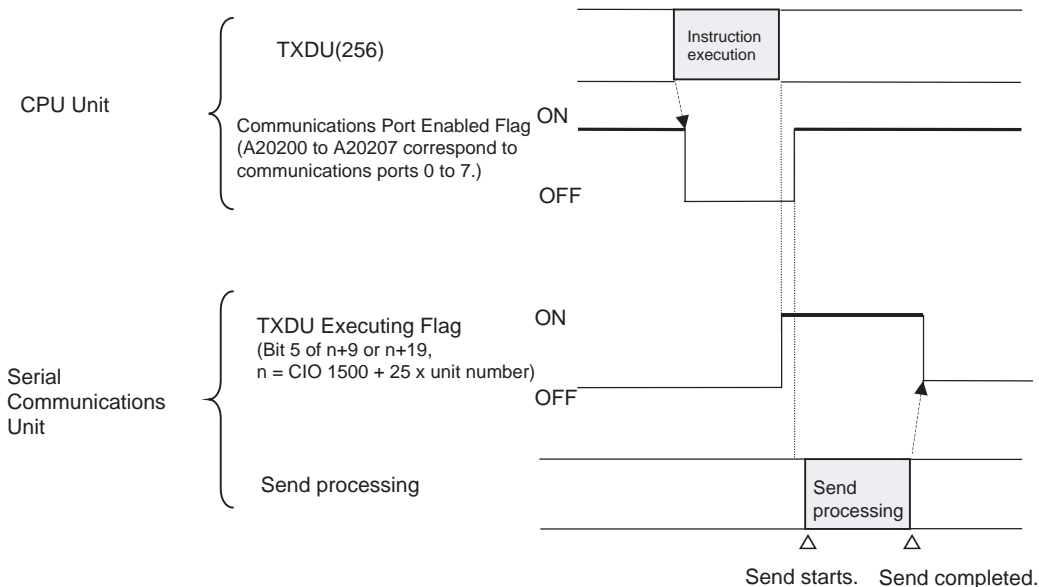 CPU Unit
TXDU(256)
Instruction
execution
Communications Port Enabled Flag
(A20200 to A20207 correspond to
communications ports 0 to 7.)
ON
OFF
Serial
Communications
Unit
TXDU Executing Flag
(Bit 5 of n+9 or n+19,
n = CIO 1500 + 25 x unit number)
ON
OFF
Send processing
Send
processing
Send starts.
Send completed.